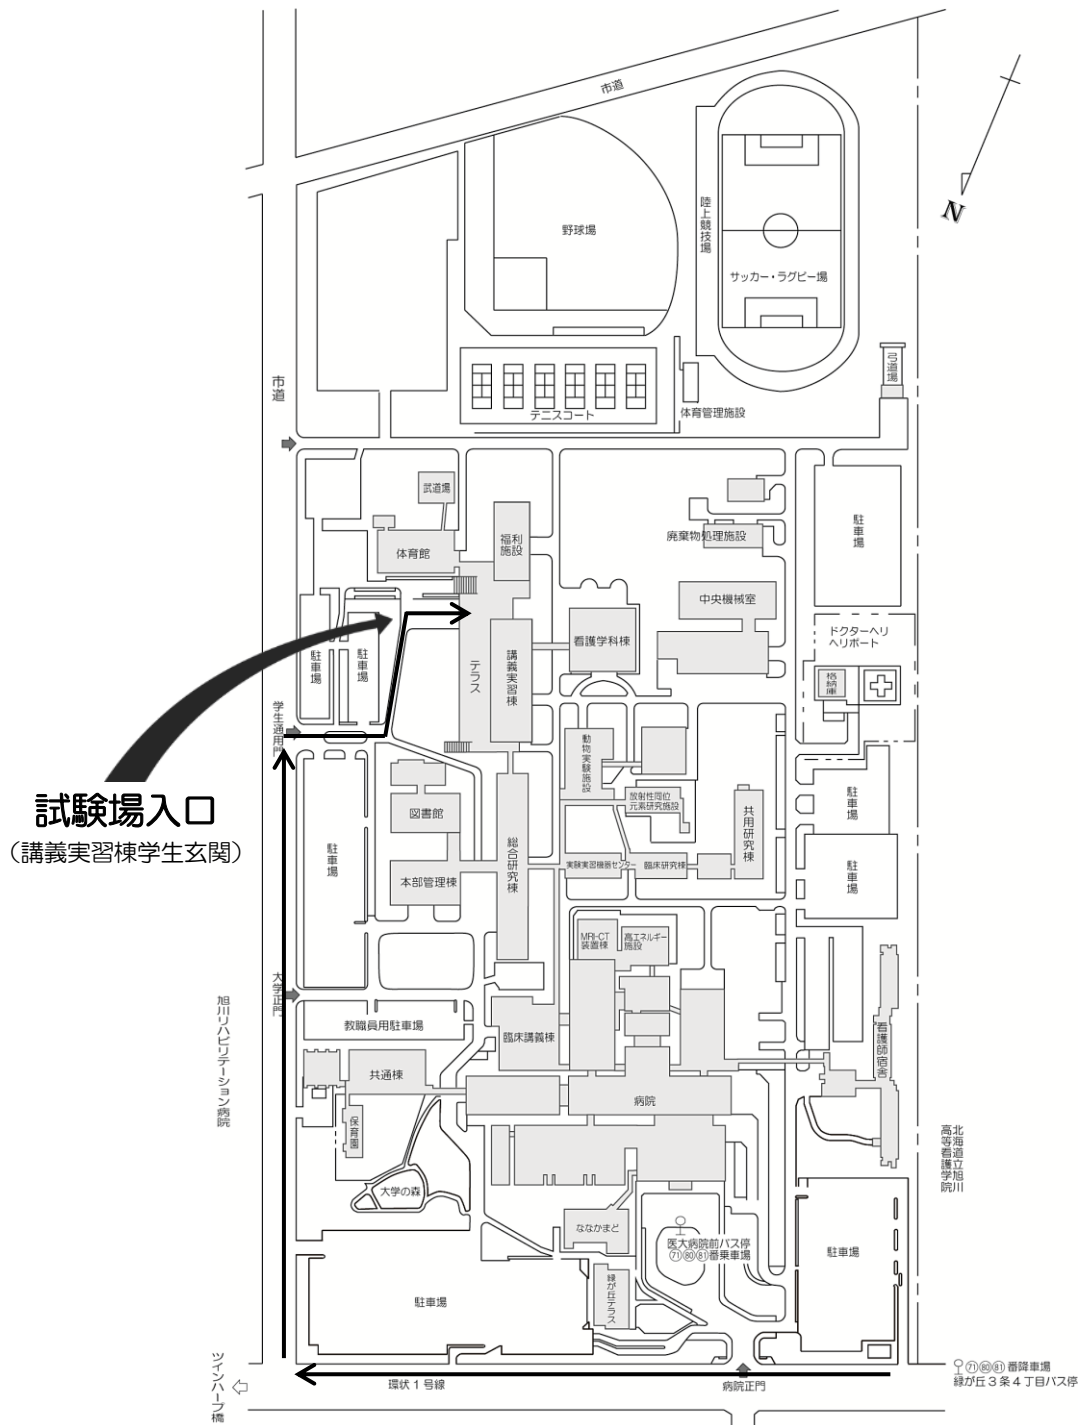 市道
N
陸上競技場
野球場
サッカー・ラグビー場
弓道場
市道
テニスコート
体育管理施設
武道場
福利
施設
体育館
廃棄物処理施設
駐車場
中央機械室
看護学科棟
ドクターヘリ
ヘリポート
講義実習棟
テラス
駐車場
駐車場
格納庫
学生通用門
動物実験施設
試験場入口
(講義実習棟学生玄関)
放射性同位
元素研究施設
共用研究棟
駐車場
図書館
総合研究棟
駐車場
駐車場
本部管理棟
実験実習機器センター
臨床研究棟
MRI-CT
装置棟
高エネルギー
施設
大学正門
旭川リハビリテーション病院
教職員用駐車場
臨床講義棟
看護師宿舎
共通棟
病院
保育園
北海道立旭川
高等看護学院
大学の森
ななかまど
医大病院前バス停
㉛㊵㊶番乗車場
駐車場
緑が丘テラス
駐車場
ツインハープ橋
環状1号線
病院正門
71 80 81 番降車場
緑が丘3条4丁目バス停